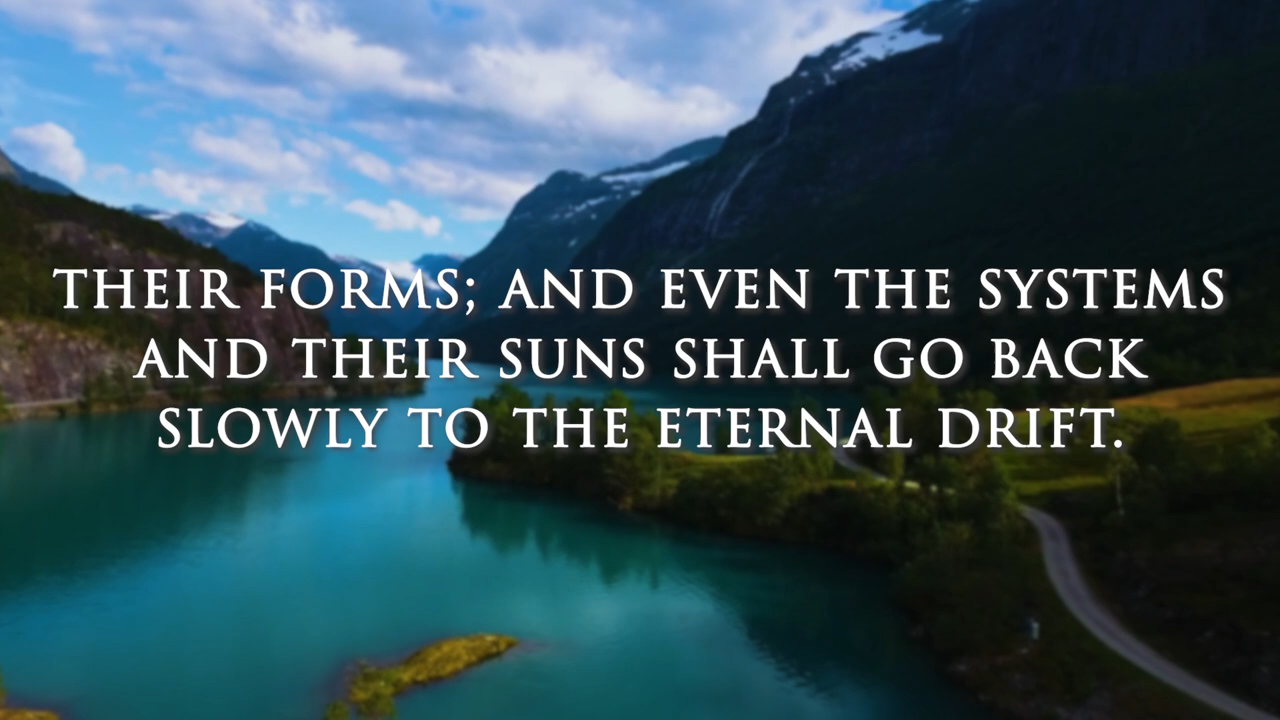 THEIR FORMS; AND EVEN THE SYSTEMS
AND THEIR SUNS SHALL GO BACK
SLOWLY TO THE ETERNAL DRIFT.